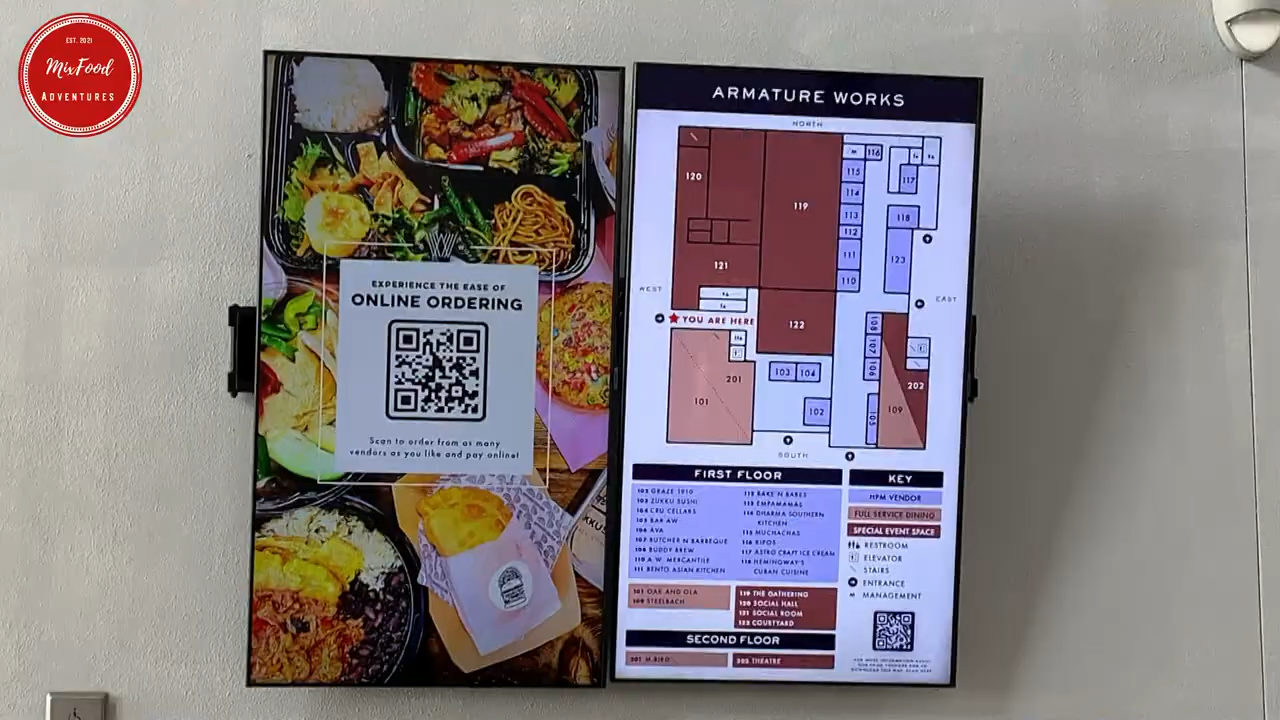 EST. 2021
MixFood
ADVENTURES
EXPERIENCE THE EASE OF
ONLINE ORDERING
Scan to order from as many
vendors as you like and pay online!
ARMATURE WORKS
NORTH
116
115
117
120
114
119
113
118
112
111
123
121
110
WEST
EAST
YOU ARE HERE
122
108
107
106
103 104
201
202
101
102
109
105
SOUTH
FIRST FLOOR
102 GRAZE 1910
103 ZUKKU SUSHI
104 CRU CELLARS
105 BAR AW
106 AVA
107 BUTCHER N BARBEQUE
108 BUDDY BREW
110 A.W. MERCANTILE
111 BENTO ASIAN KITCHEN
112 BAKE'N BABES
113 EMPAMAMAS
114 DHARMA SOUTHERN
KITCHEN
115 MUCHACHAS
116 KIPOS
117 ASTRO CRAFT ICE CREAM
118 HEMINGWAY'S
CUBAN CUISINE
101 OAK AND OLA
109 STEELBACH
119 THE GATHERING
120 SOCIAL HALL
121 SOCIAL ROOM
122 COURTYARD
SECOND FLOOR
201 M.BIRD
202 THEATRE
KEY
HPM VENDOR
FULL SERVICE DINING
SPECIAL EVENT SPACE
RESTROOM
ELEVATOR
STAIRS
ENTRANCE
M MANAGEMENT